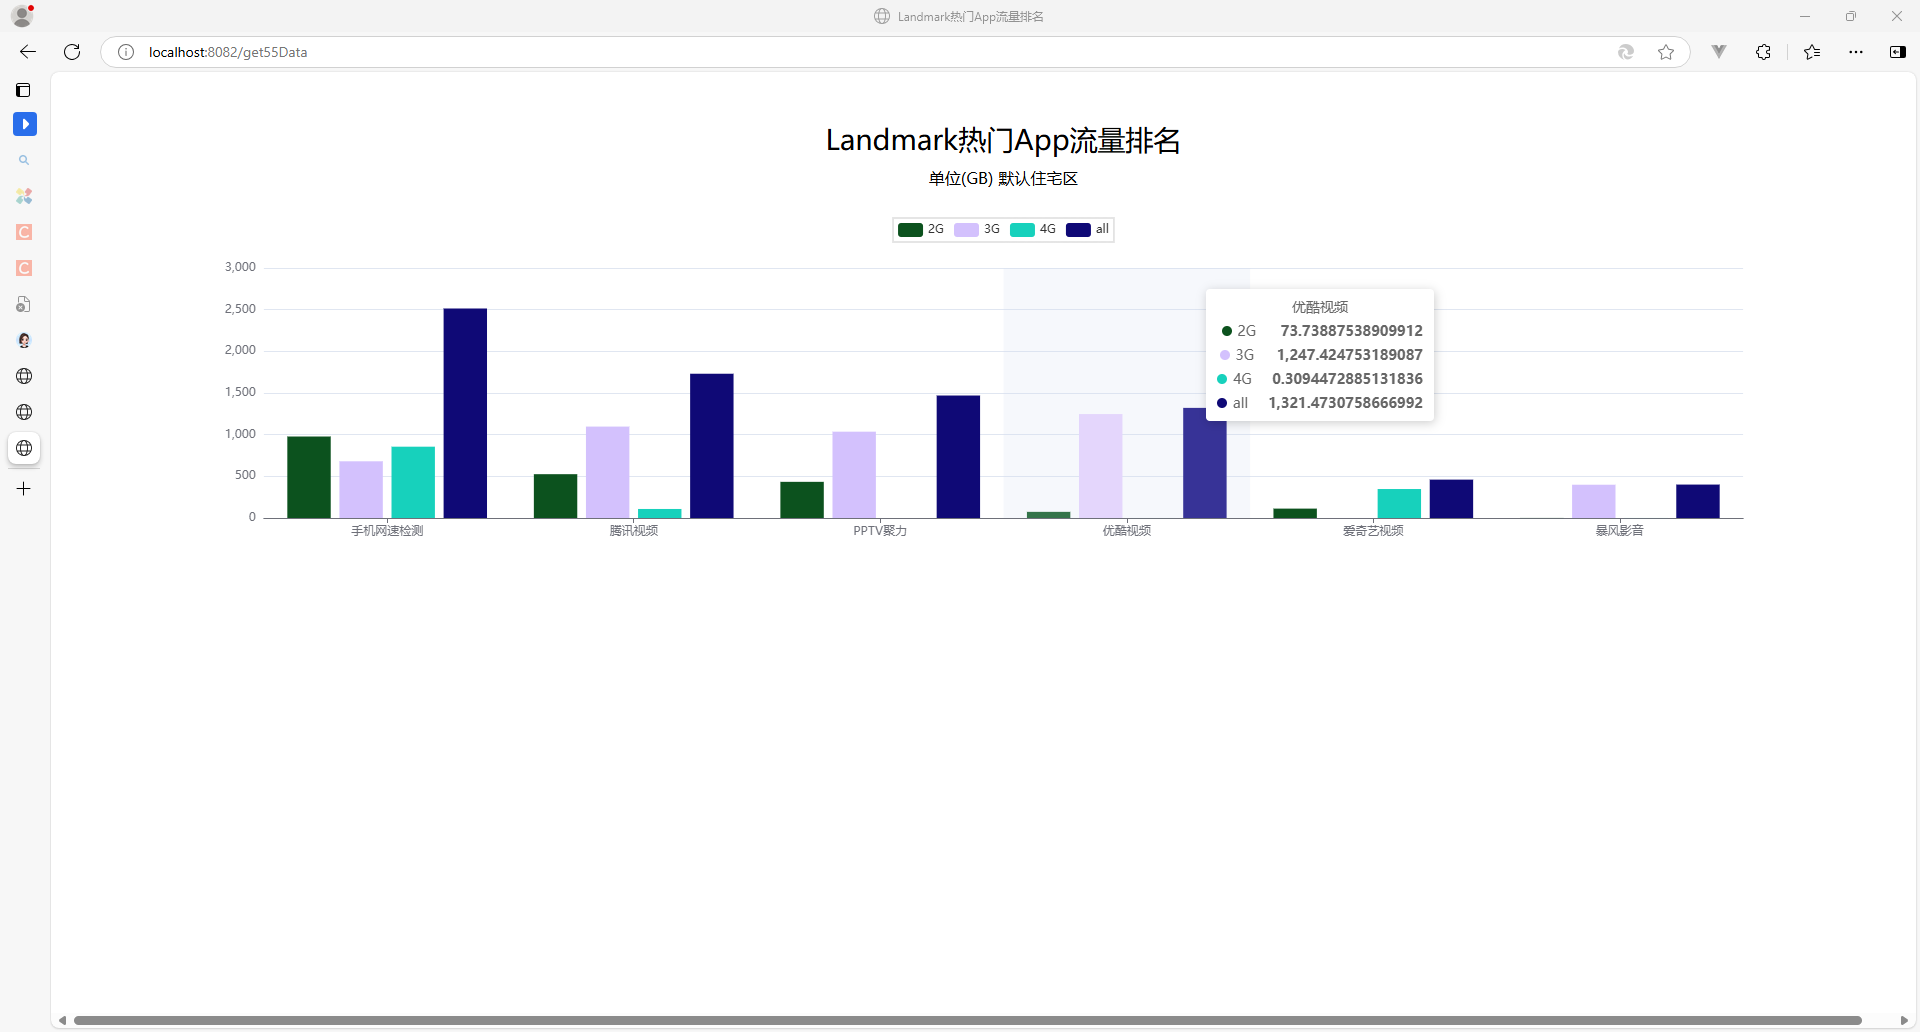 Landmark热门App流量排名
localhost:8082/get55Data
Landmark热门App流量排名
单位(GB) 默认住宅区
2G 3G 4G all
3,000
2,500
2,000
1,500
1,000
500
0
优酷视频
2G 73.73887538909912
3G 1,247.424753189087
4G 0.3094472885131836
all 1,321.4730758666992
手机网速检测 腾讯视频 PPTV聚力 优酷视频 爱奇艺视频 暴风影音